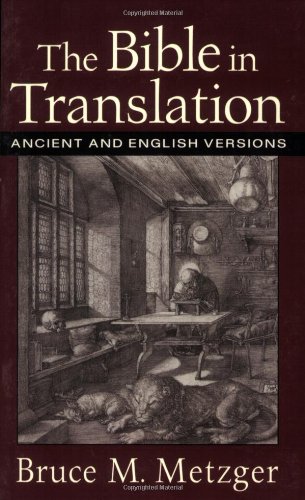 The Bible in
Translation
ANCIENT AND ENGLISH VERSIONS
Bruce M. Metzger